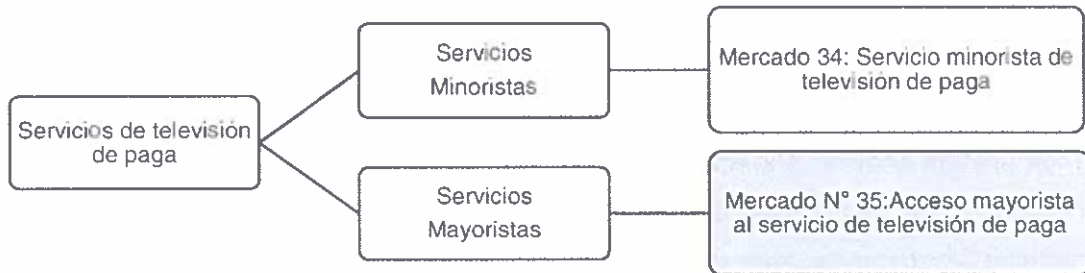 Servicios de televisión
de paga
Servicios
Minoristas
Mercado 34: Servicio minorista de
televisión de paga
Servicios
Mayoristas
Mercado N° 35:Acceso mayorista
al servicio de televisión de paga